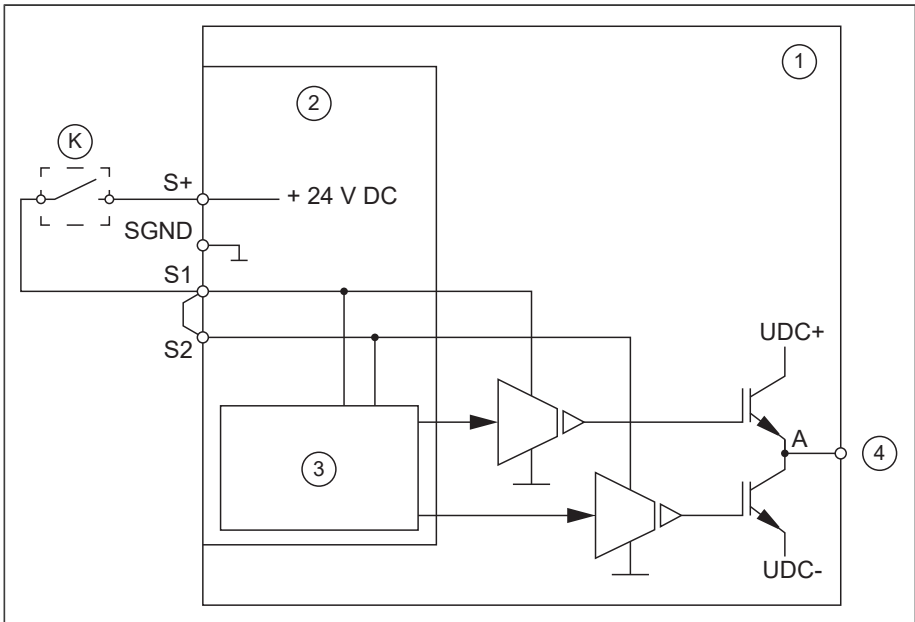 1
2
K
S+
+ 24 V DC
SGND
S1
S2
UDC+
A
4
3
UDC-